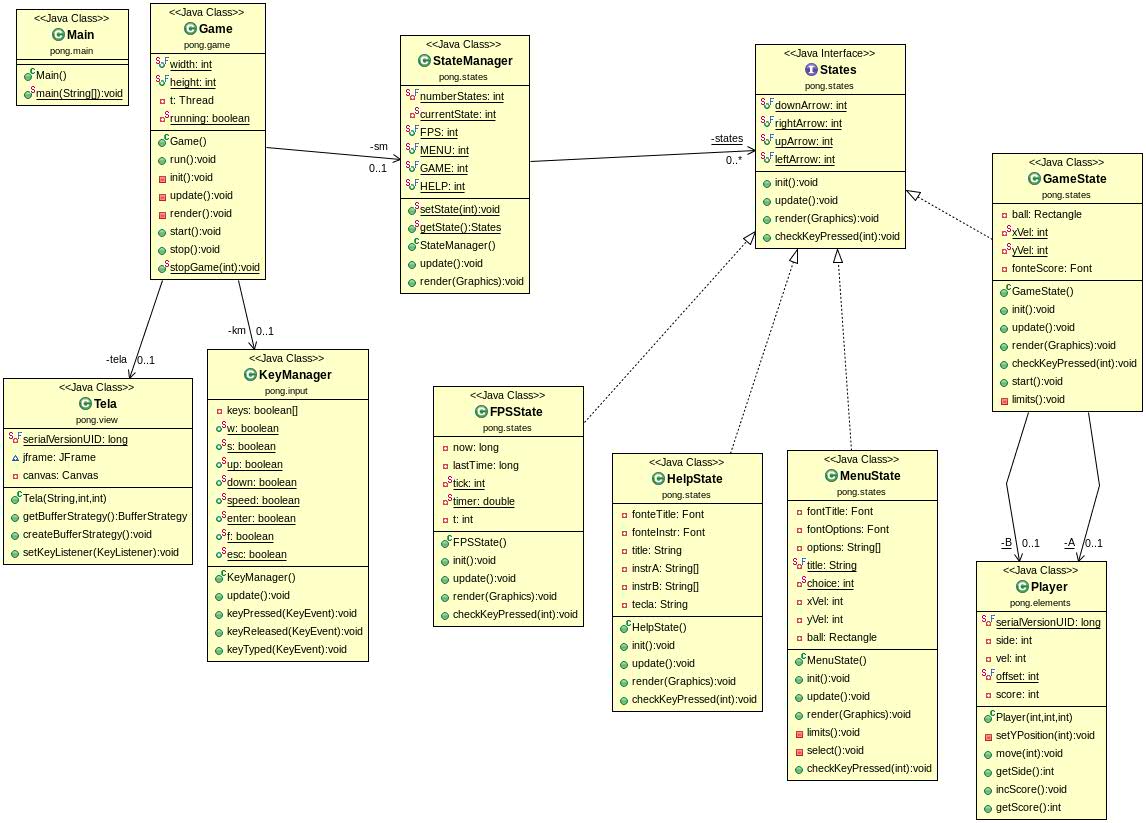 <<Java Class>>
Main
pong.main
Main()
main(String[]):void
<<Java Class>>
Game
pong.game
width: int
height: int
t: Thread
running: boolean
Game()
run():void
init():void
update():void
render():void
start():void
stop():void
stopGame(int):void
-sm
0..1
-tela
0..1
-km
0..1
<<Java Class>>
StateManager
pong.states
numberStates: int
currentState: int
FPS: int
MENU: int
GAME: int
HELP: int
setState(int):void
getState():States
StateManager()
update():void
render(Graphics):void
-states
0..*
<<Java Interface>>
States
pong.states
downArrow: int
rightArrow: int
upArrow: int
leftArrow: int
init():void
update():void
render(Graphics):void
checkKeyPressed(int):void
<<Java Class>>
GameState
pong.states
ball: Rectangle
xVel: int
yVel: int
fonteScore: Font
GameState()
init():void
update():void
render(Graphics):void
checkKeyPressed(int):void
start():void
limits():void
-B
0..1
-A
0..1
<<Java Class>>
Tela
pong.view
serialVersionUID: long
jframe: JFrame
canvas: Canvas
Tela(String,int,int)
getBufferStrategy():BufferStrategy
createBufferStrategy():void
setKeyListener(KeyListener):void
<<Java Class>>
KeyManager
pong.input
keys: boolean[]
w: boolean
s: boolean
up: boolean
down: boolean
speed: boolean
enter: boolean
f: boolean
esc: boolean
KeyManager()
update():void
keyPressed(KeyEvent):void
keyReleased(KeyEvent):void
keyTyped(KeyEvent):void
<<Java Class>>
FPSState
pong.states
now: long
lastTime: long
tick: int
timer: double
t: int
FPSState()
init():void
update():void
render(Graphics):void
checkKeyPressed(int):void
<<Java Class>>
HelpState
pong.states
fonteTitle: Font
fonteInstr: Font
title: String
instrA: String[]
instrB: String[]
tecla: String
HelpState()
init():void
update():void
render(Graphics):void
checkKeyPressed(int):void
<<Java Class>>
MenuState
pong.states
fontTitle: Font
fontOptions: Font
options: String[]
title: String
choice: int
xVel: int
yVel: int
ball: Rectangle
MenuState()
init():void
update():void
render(Graphics):void
limits():void
select():void
checkKeyPressed(int):void
<<Java Class>>
Player
pong.elements
serialVersionUID: long
side: int
vel: int
offset: int
score: int
Player(int,int,int)
setYPosition(int):void
move(int):void
getSide():int
incScore():void
getScore():int